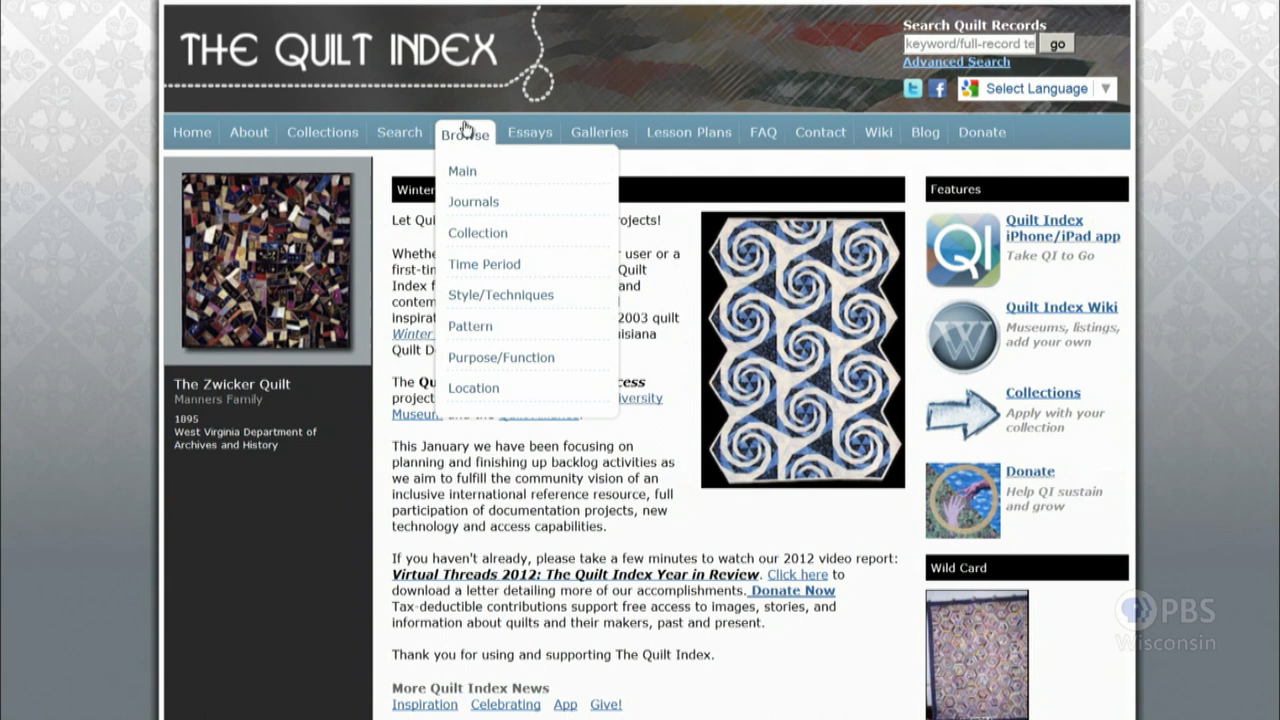 THE QUILT INDEX
Search Quilt Records
keyword/full-record te
go
Advanced Search
Select Language
Home About Collections Search Browse Essays Galleries Lesson Plans FAQ Contact Wiki Blog Donate
Main
Journals
Collection
Time Period
Style/Techniques
Pattern
Purpose/Function
Location
The Zwicker Quilt
Manners Family
1895
West Virginia Department of
Archives and History
Winter
Let Qui ojects!
Whethe user or a
first-tim Quilt
Index f and
contem
inspirat 2003 quilt
Winter uisiana
Quilt D
The Qu cess
project iversity
Museum and the
This January we have been focusing on
planning and finishing up backlog activities as
we aim to fulfill the community vision of an
inclusive international reference resource, full
participation of documentation projects, new
technology and access capabilities.
If you haven't already, please take a few minutes to watch our 2012 video report:
Virtual Threads 2012: The Quilt Index Year in Review. Click here to
download a letter detailing more of our accomplishments. Donate Now
Tax-deductible contributions support free access to images, stories, and
information about quilts and their makers, past and present.
Thank you for using and supporting The Quilt Index.
More Quilt Index News
Inspiration Celebrating App Give!
Features
QI
Quilt Index
iPhone/iPad app
Take QI to Go
W
Quilt Index Wiki
Museums, listings,
add your own
Collections
Apply with your
collection
Donate
Help QI sustain
and grow
Wild Card
PBS
Wisconsin